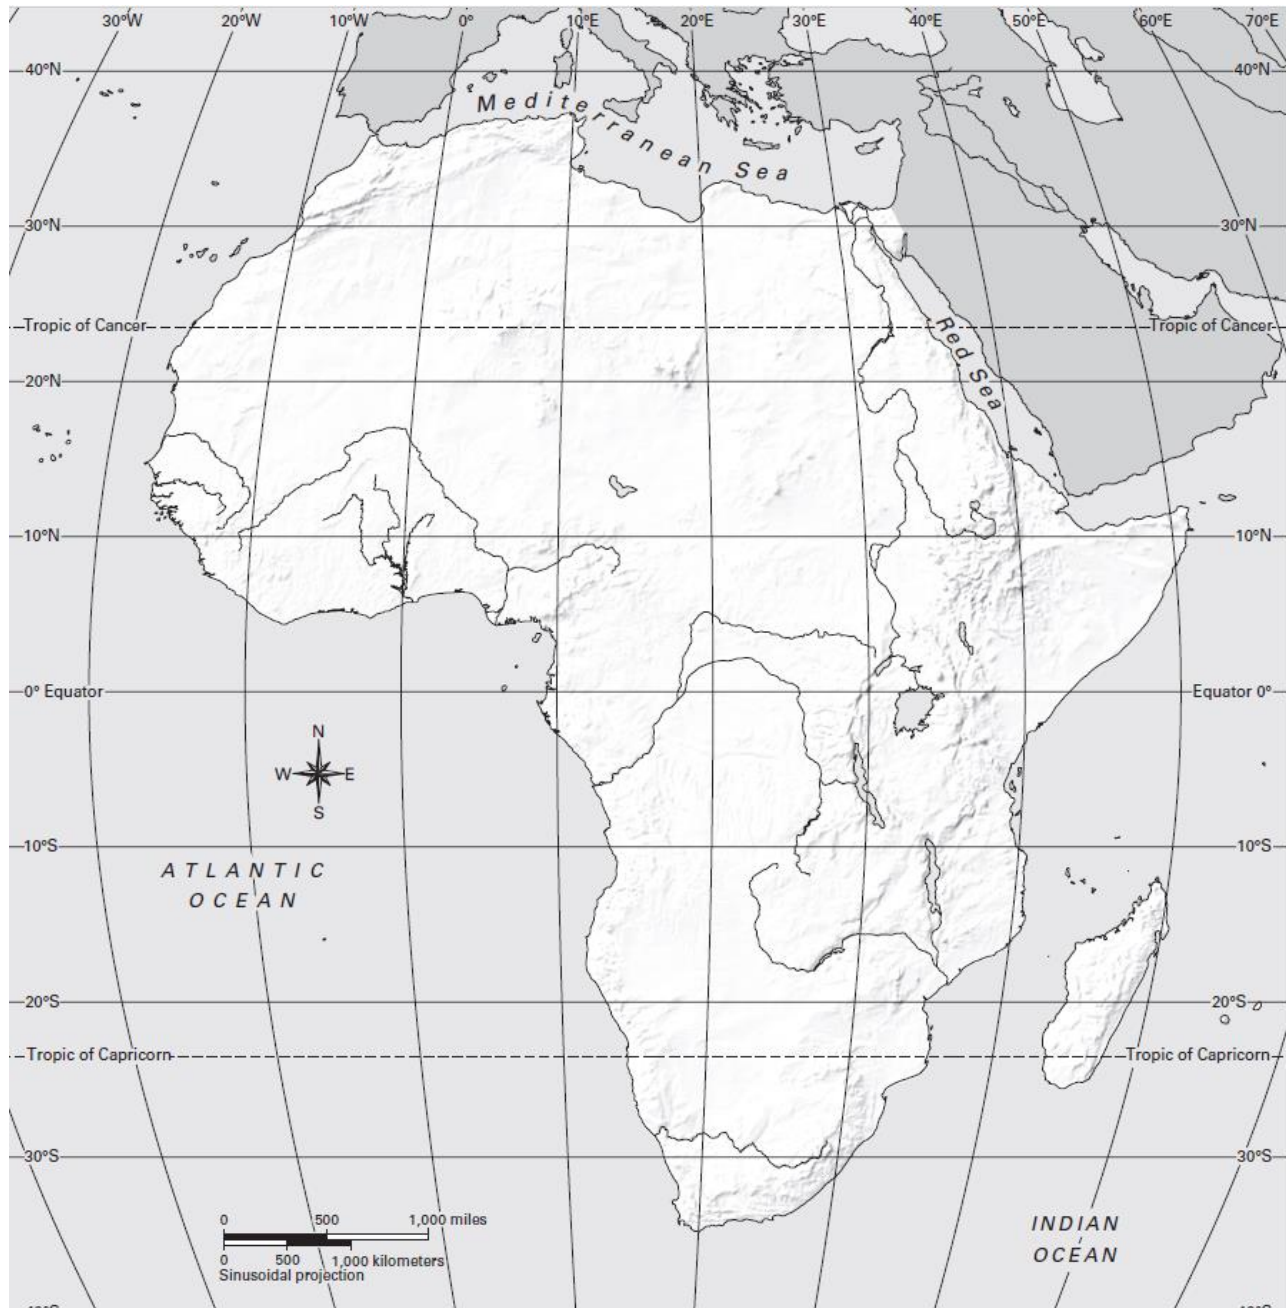 30°W 20°W 10°W 0° 10°E 20°E 30°E 40°E 50°E 60°E 70°E
40°N 40°N
Mediterranean Sea
30°N 30°N
Tropic of Cancer Tropic of Cancer
Red Sea
20°N 20°N
10°N 10°N
0° Equator Equator 0°
N
W E
S
10°S 10°S
ATLANTIC
OCEAN
20°S 20°S
Tropic of Capricorn Tropic of Capricorn
30°S 30°S
0 500 1,000 miles
0 500 1,000 kilometers
Sinusoidal projection
INDIAN
OCEAN